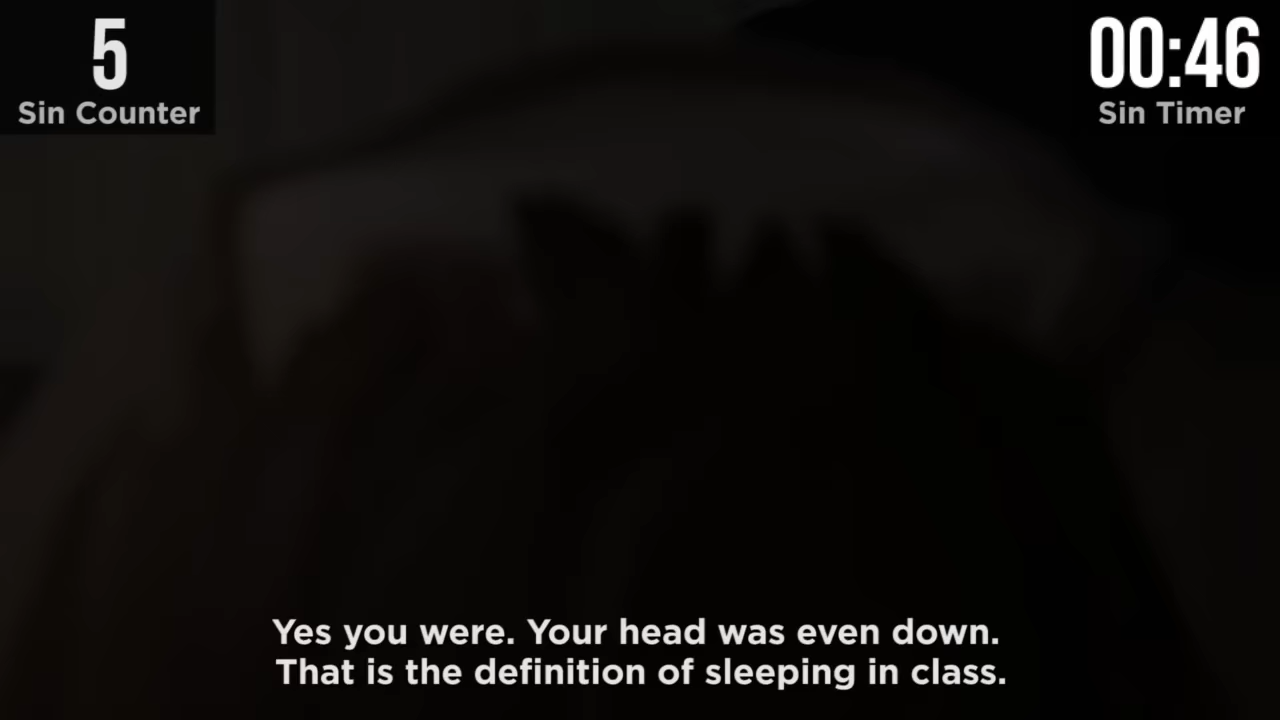 5
Sin Counter
00:46
Sin Timer
Yes you were. Your head was even down.
That is the definition of sleeping in class.